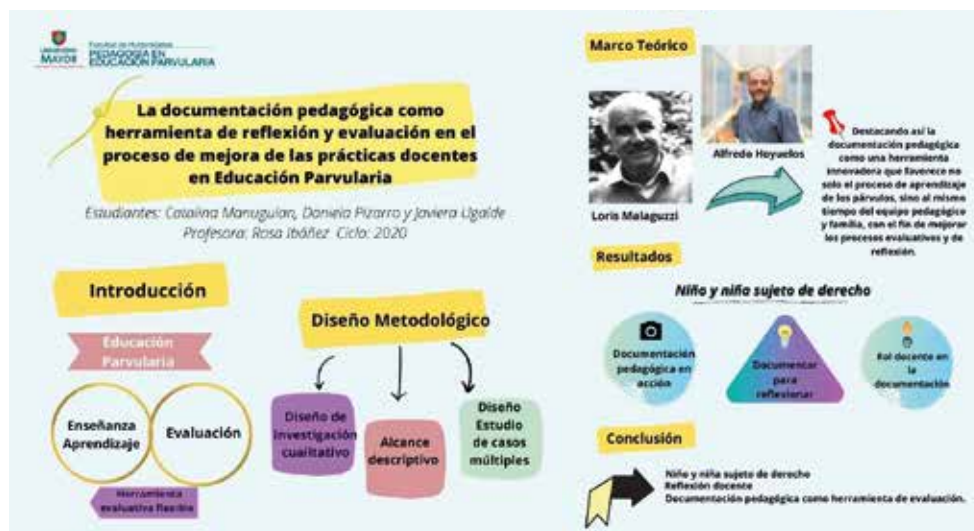 UNIVERSIDAD
MAYOR
Facultad de Humanidades
PEDAGOGÍA EN
EDUCACIÓN PARVULARIA
La documentación pedagógica como
herramienta de reflexión y evaluación en el
proceso de mejora de las prácticas docentes
en Educación Parvularia
Estudiantes: Catalina Manuguian, Daniela Pizarro y Javiera Ugalde
Profesora: Rosa Ibáñez Ciclo: 2020
Introducción
Educación
Parvularia
Enseñanza
Aprendizaje
Evaluación
Herramienta
evaluativa flexible
Diseño Metodológico
Diseño de
investigación
cualitativo
Alcance
descriptivo
Diseño
Estudio
de casos
múltiples
Marco Teórico
Loris Malaguzzi
Alfredo Hoyuelos
Destacando así la
documentación pedagógica
como una herramienta
innovadora que favorece no
solo el proceso de aprendizaje
de los párvulos, sino al mismo
tiempo del equipo pedagógico
y familia, con el fin de mejorar
los procesos evaluativos y de
reflexión.
Resultados
Niño y niña sujeto de derecho
Documentación
pedagógica en
acción
Documentar
para
reflexionar
Rol docente en
la
documentación
Conclusión
Niño y niña sujeto de derecho
Reflexión docente
Documentación pedagógica como herramienta de evaluación.